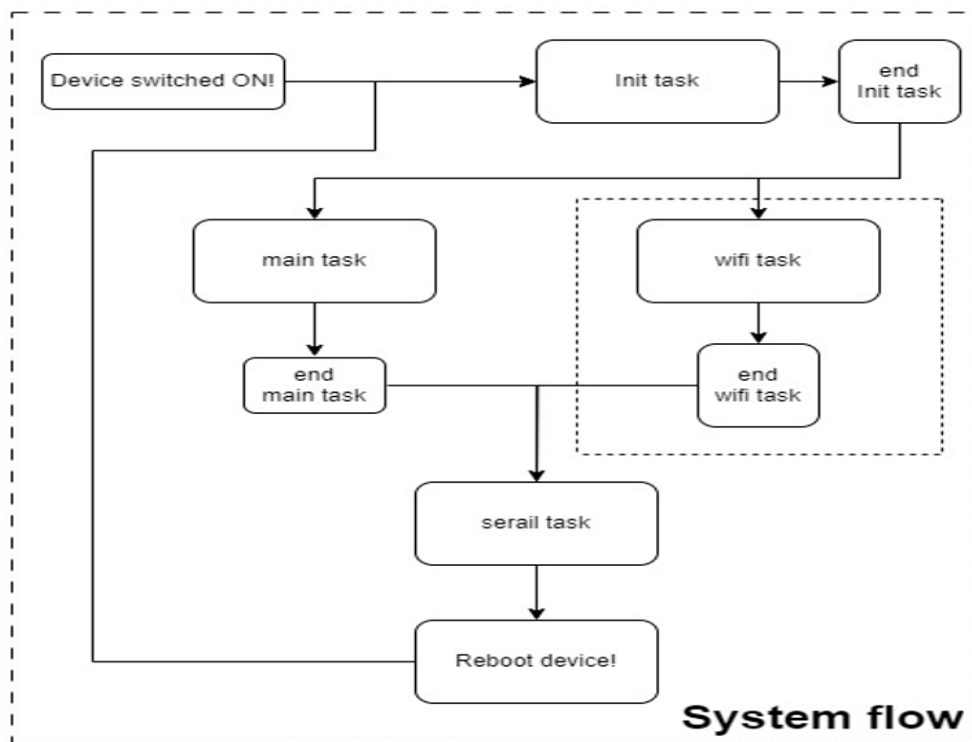 Device switched ON!
Init task
end
Init task
main task
wifi task
end
main task
end
wifi task
serail task
Reboot device!
System flow